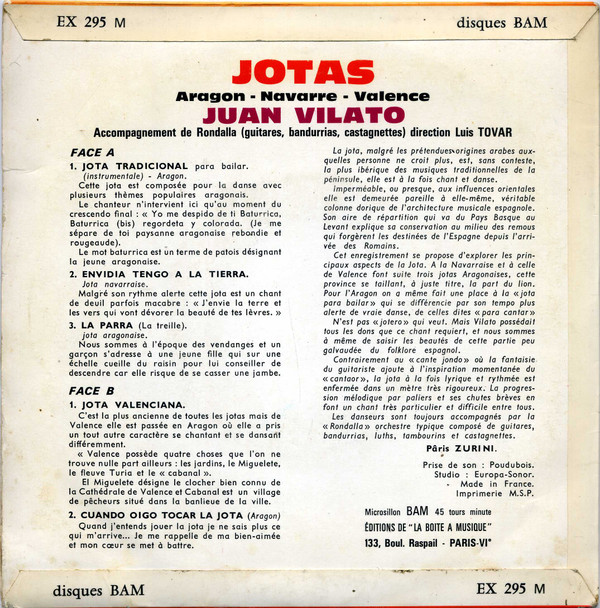 EX 295 M
disques BAM
JOTAS
Aragon - Navarre - Valence
JUAN VILATO
Accompagnement de Rondalla (guitares, bandurrias, castagnettes) direction Luis TOVAR
FACE A
1. JOTA TRADICIONAL para bailar.
(instrumentale) - Aragon.
Cette jota est composée pour la danse avec
plusieurs thèmes populaires aragonais.
Le chanteur n'intervient ici qu'au moment du
crescendo final : « Yo me despido de ti Baturrica,
Baturrica (bis) regordeta y colorada. (Je me
sépare de toi paysanne aragonaise rebondie et
rougeaude).
Le mot baturrica est un terme de patois désignant
la jeune aragonaise.
2. ENVIDIA TENGO A LA TIERRA.
Jota navarraise.
Malgré son rythme alerte cette jota est un chant
de deuil parfois macabre : « J'envie la terre et
les vers qui vont dévorer la beauté de tes lèvres. »
3. LA PARRA (La treille).
jota aragonaise.
Nous sommes à l'époque des vendanges et un
garçon s'adresse à une jeune fille qui sur une
échelle cueille du raisin pour lui conseiller de
descendre car elle risque de se casser une jambe.
FACE B
1. JOTA VALENCIANA.
C'est la plus ancienne de toutes les jotas mais de
Valence elle est passée en Aragon où elle a pris
un tout autre caractère se chantant et se dansant
différemment.
« Valence possède quatre choses que l'on ne
trouve nulle part ailleurs : les jardins, le Miguelete,
le fleuve Turia et le « cabanal ».
El Miguelete désigne le clocher bien connu de
la Cathédrale de Valence et Cabanal est un village
de pêcheurs situé dans la banlieue de la ville.
2. CUANDO OIGO TOCAR LA JOTA (Aragon)
Quand j'entends jouer la jota je ne sais plus ce
qui m'arrive... Je me rappelle de ma bien-aimée
et mon cœur se met à battre.
La jota, malgré les prétendues origines arabes aux-
quelles personne ne croit plus, est, sans conteste,
la plus ibérique des musiques traditionnelles de la
péninsule, elle est à la fois chant et danse.
Imperméable, ou presque, aux influences orientales
elle est demeurée pareille à elle-même, véritable
colonne dorique de l'architecture musicale espagnole.
Son aire de répartition qui va du Pays Basque au
Levant explique sa conservation au milieu des remous
qui forgèrent les destinées de l'Espagne depuis l'arri-
vée des Romains.
Cet enregistrement se propose d'explorer les prin-
cipaux aspects de la Jota. A la Navarraise et à celle
de Valence font suite trois jotas Aragonaises, cette
province se taillant, à juste titre, la part du lion.
Pour l'Aragon on a même fait une place à la « jota
para bailar » qui se différencie par son tempo plus
alerte de vraie danse, de celles dites « para cantar »
N'est pas « jotero » qui veut. Mais Vilato possédait
tous les dons que ce chant requiert, et nous sommes
à même de saisir les beautés de cette partie peu
galvaudée du folklore espagnol.
Contrairement au « cante jondo » où la fantaisie
du guitariste ajoute à l'inspiration momentanée du
« cantaor », la jota à la fois lyrique et rythmée est
enfermée dans un mètre très rigoureux. La progres-
sion mélodique par paliers et ses chutes brèves en
font un chant très particulier et difficile entre tous.
Les danseurs sont toujours accompagnés par la
« Rondalla » orchestre typique composé de guitares,
bandurrias, luths, tambourins et castagnettes.
Pâris ZURINI.
Prise de son : Poudubois.
Studio : Europa-Sonor.
Made in France.
Imprimerie M.S.P.
Microsillon BAM 45 tours minute
ÉDITIONS DE "LA BOITE A MUSIQUE"
133, Boul. Raspail - PARIS-VIe
disques BAM
EX 295 M